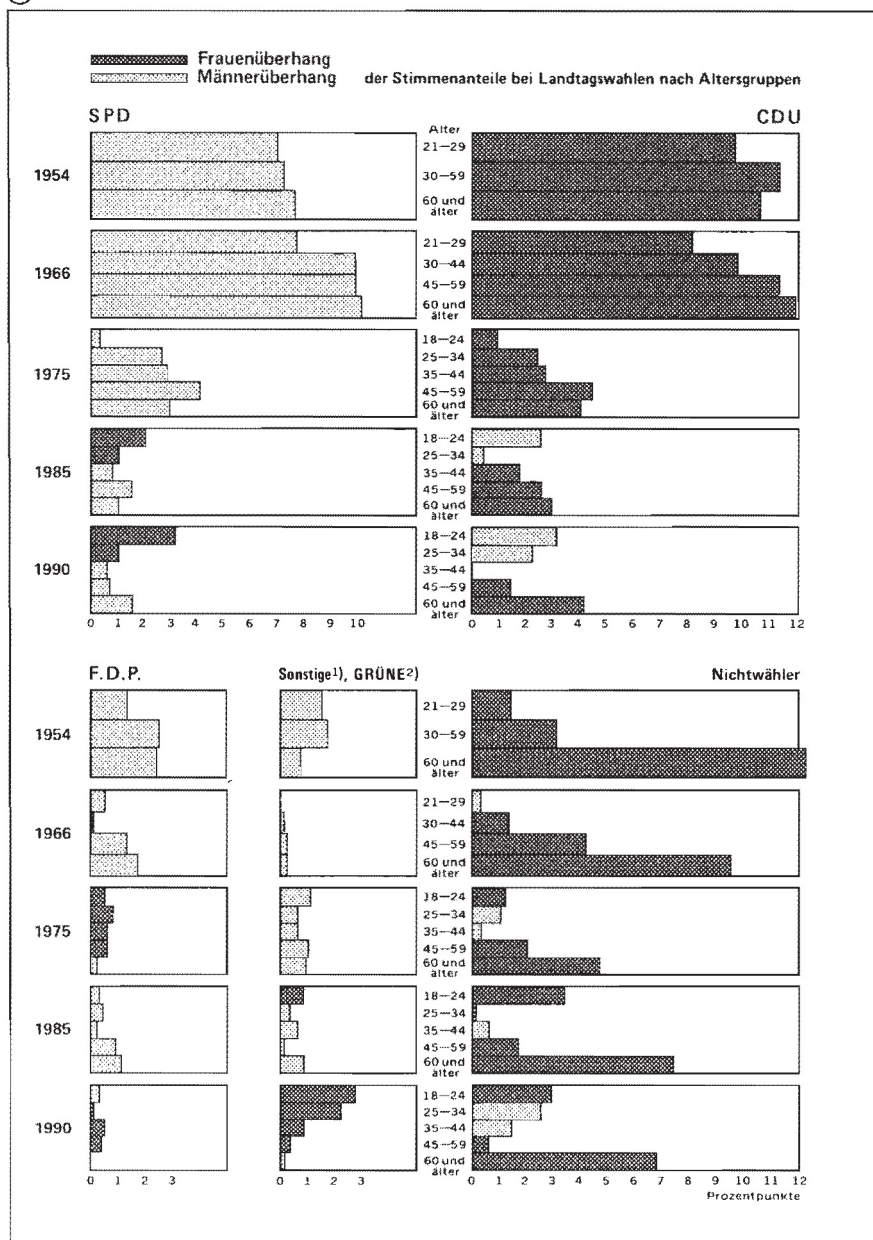 Frauenüberhang
Männerüberhang der Stimmenanteile bei Landtagswahlen nach Altersgruppen
SPD CDU
Alter
1954
21–29
30–59
60 und älter
1966
21–29
30–44
45–59
60 und älter
1975
18–24
25–34
35–44
45–59
60 und älter
1985
18–24
25–34
35–44
45–59
60 und älter
1990
18–24
25–34
35–44
45–59
60 und älter
0 1 2 3 4 5 6 7 8 9 10 0 1 2 3 4 5 6 7 8 9 10 11 12
F.D.P. Sonstige¹), GRÜNE²) Nichtwähler
1954
21–29
30–59
60 und älter
1966
21–29
30–44
45–59
60 und älter
1975
18–24
25–34
35–44
45–59
60 und älter
1985
18–24
25–34
35–44
45–59
60 und älter
1990
18–24
25–34
35–44
45–59
60 und älter
0 1 2 3 0 1 2 3 0 1 2 3 4 5 6 7 8 9 10 11 12
Prozentpunkte